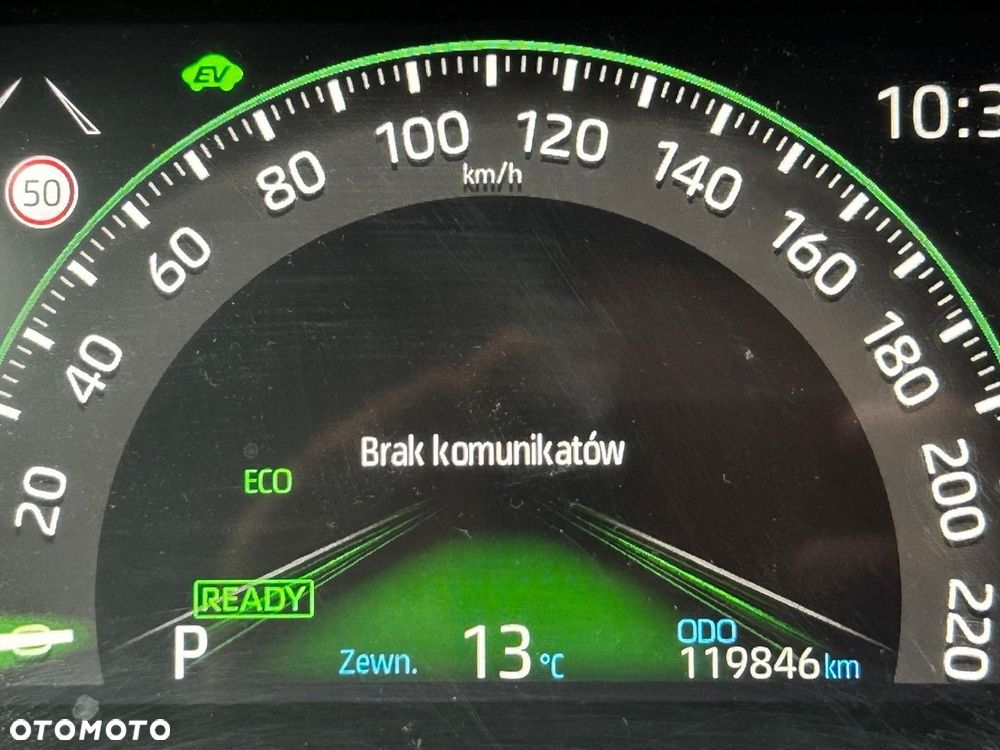 EV
10:3
50
100
120
80
km/h
140
60
160
40
180
Brak komunikatów
ECO
20
200
READY
220
P
Zewn. 13 °C
ODO
119846 km
OTOMOTO